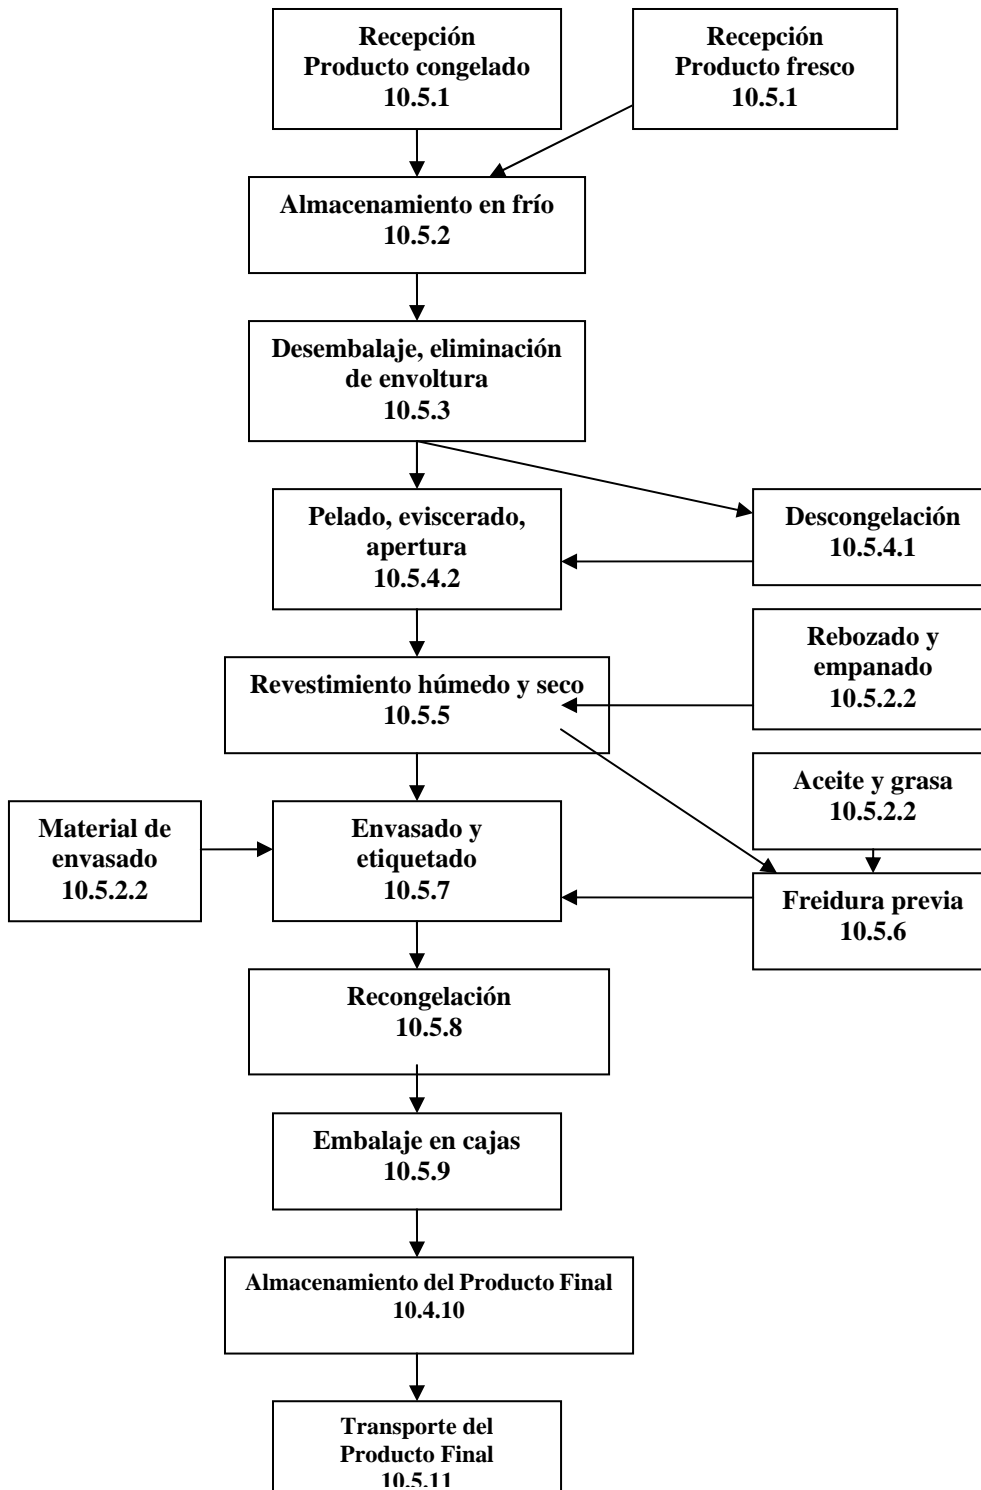 Recepción
Producto congelado
10.5.1
Recepción
Producto fresco
10.5.1
Almacenamiento en frío
10.5.2
Desembalaje, eliminación
de envoltura
10.5.3
Pelado, eviscerado,
apertura
10.5.4.2
Descongelación
10.5.4.1
Rebozado y
empanado
10.5.2.2
Revestimiento húmedo y seco
10.5.5
Aceite y grasa
10.5.2.2
Material de
envasado
10.5.2.2
Envasado y
etiquetado
10.5.7
Freidura previa
10.5.6
Recongelación
10.5.8
Embalaje en cajas
10.5.9
Almacenamiento del Producto Final
10.4.10
Transporte del
Producto Final
10.5.11